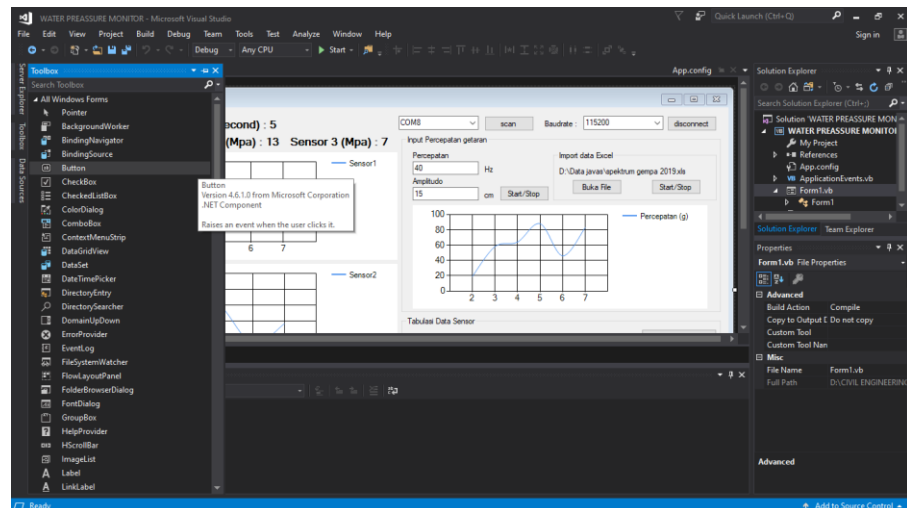 WATER PREASSURE MONITOR - Microsoft Visual Studio
Quick Launch (Ctrl+Q)
File Edit View Project Build Debug Team Tools Test Analyze Window Help
Sign in
Debug Any CPU Start
Server Explorer
Toolbox
Data Sources
Toolbox
Search Toolbox
All Windows Forms
Pointer
BackgroundWorker
BindingNavigator
BindingSource
Button
CheckBox
CheckedListBox
ColorDialog
ComboBox
ContextMenuStrip
DataGridView
DataSet
DateTimePicker
DirectoryEntry
DirectorySearcher
DomainUpDown
ErrorProvider
EventLog
FileSystemWatcher
FlowLayoutPanel
FolderBrowserDialog
FontDialog
GroupBox
HelpProvider
HScrollBar
ImageList
Label
LinkLabel
Button
Version 4.6.1.0 from Microsoft Corporation
.NET Component
Raises an event when the user clicks it.
App.config
econd) : 5
(Mpa) : 13 Sensor 3 (Mpa) : 7
Sensor1
6 7
Sensor2
COM8 scan Baudrate : 115200 disconnect
Input Percepatan getaran
Percepatan
40 Hz
Amplitudo
15 cm Start/Stop
Import data Excel
D:\Data javas\spektrum gempa 2019.xls
Buka File Start/Stop
100
80
60
40
20
0
2 3 4 5 6 7
Percepatan (g)
Tabulasi Data Sensor
Solution Explorer
Search Solution Explorer (Ctrl+;)
Solution 'WATER PREASSURE MON
WATER PREASSURE MONITO
My Project
References
App.config
ApplicationEvents.vb
Form1.vb
Form1
Solution Explorer Team Explorer
Properties
Form1.vb File Properties
Advanced
Build Action Compile
Copy to Output D Do not copy
Custom Tool
Custom Tool Nan
Misc
File Name Form1.vb
Full Path D:\CIVIL ENGINEERING
Advanced
Ready
Add to Source Control